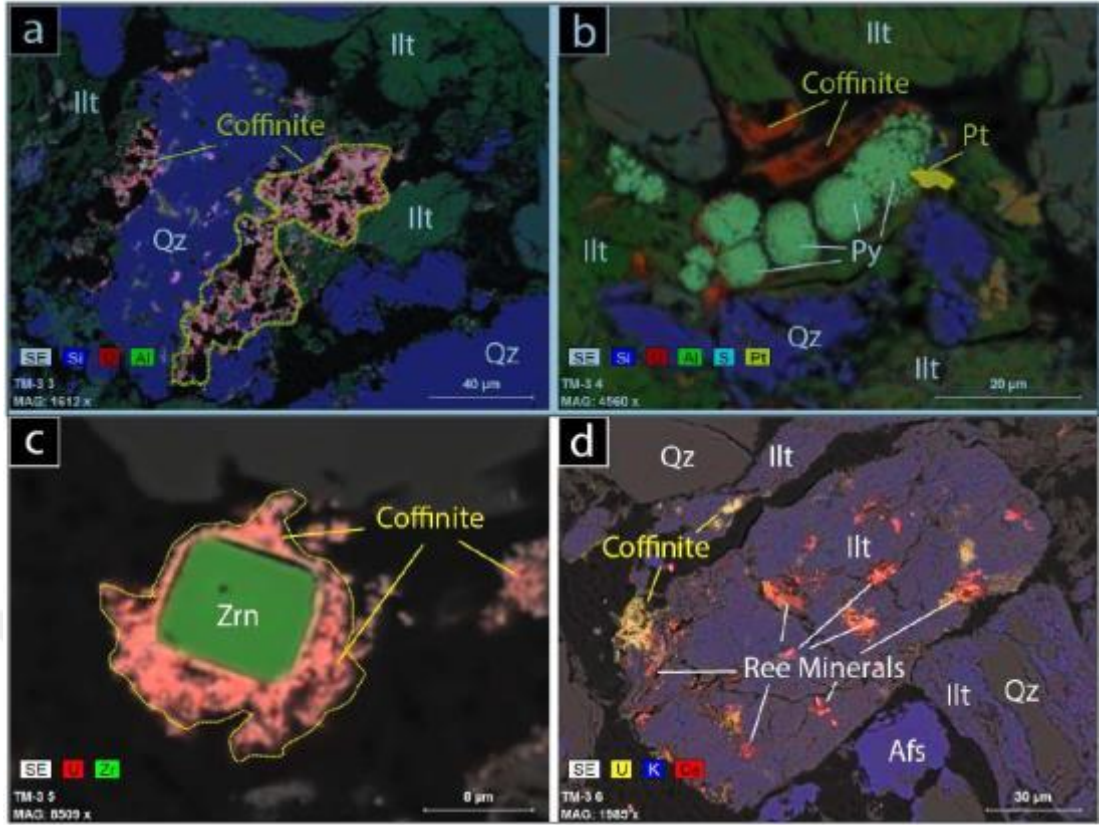 a
Ilt
Ilt
Coffinite
Ilt
Qz
Qz
SE Si U Al
TM-3 3
MAG: 1612 x
40 µm
b
Ilt
Coffinite
Pt
Ilt
Py
Qz
Ilt
SE Si U Al S Pt
TM-3 4
MAG: 4560 x
20 µm
c
Coffinite
Zrn
SE U Zr
TM-3 5
MAG: 8509 x
8 µm
d
Qz
Ilt
Coffinite
Ilt
Ree Minerals
Ilt
Qz
Afs
SE U K Ce
TM-3 6
MAG: 1985 x
30 µm